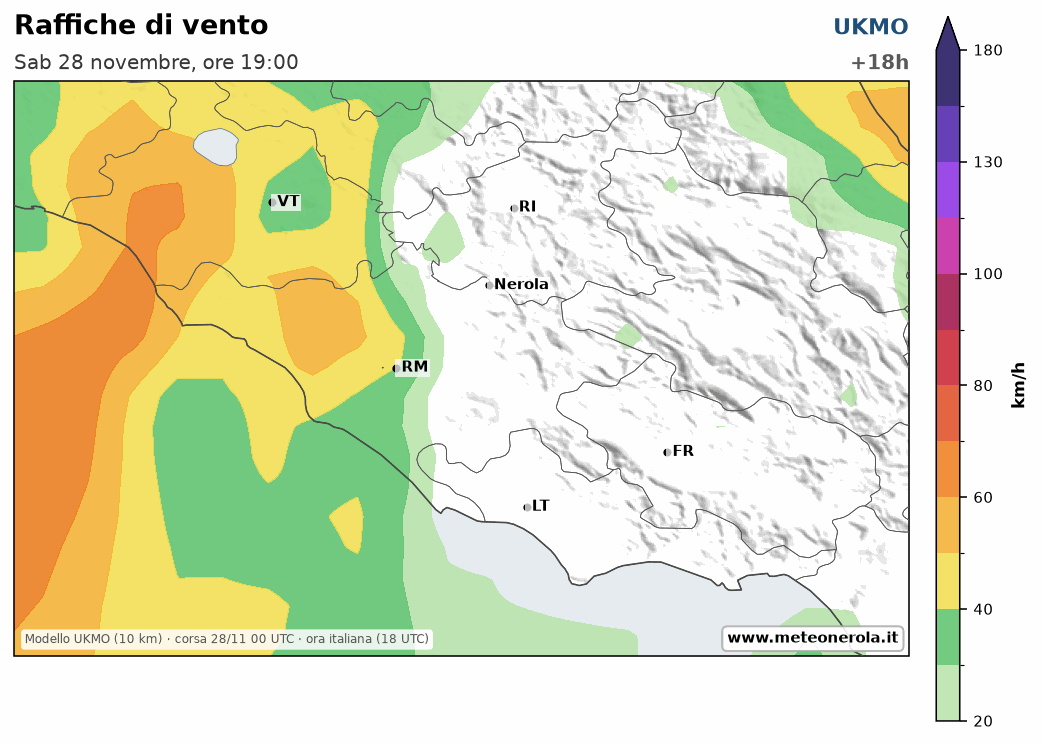 Raffiche di vento
UKMO
Sab 28 novembre, ore 19:00
+18h
VT
RI
Nerola
RM
FR
LT
Modello UKMO (10 km) · corsa 28/11 00 UTC · ora italiana (18 UTC)
www.meteonerola.it
180
130
100
80
60
40
20
km/h